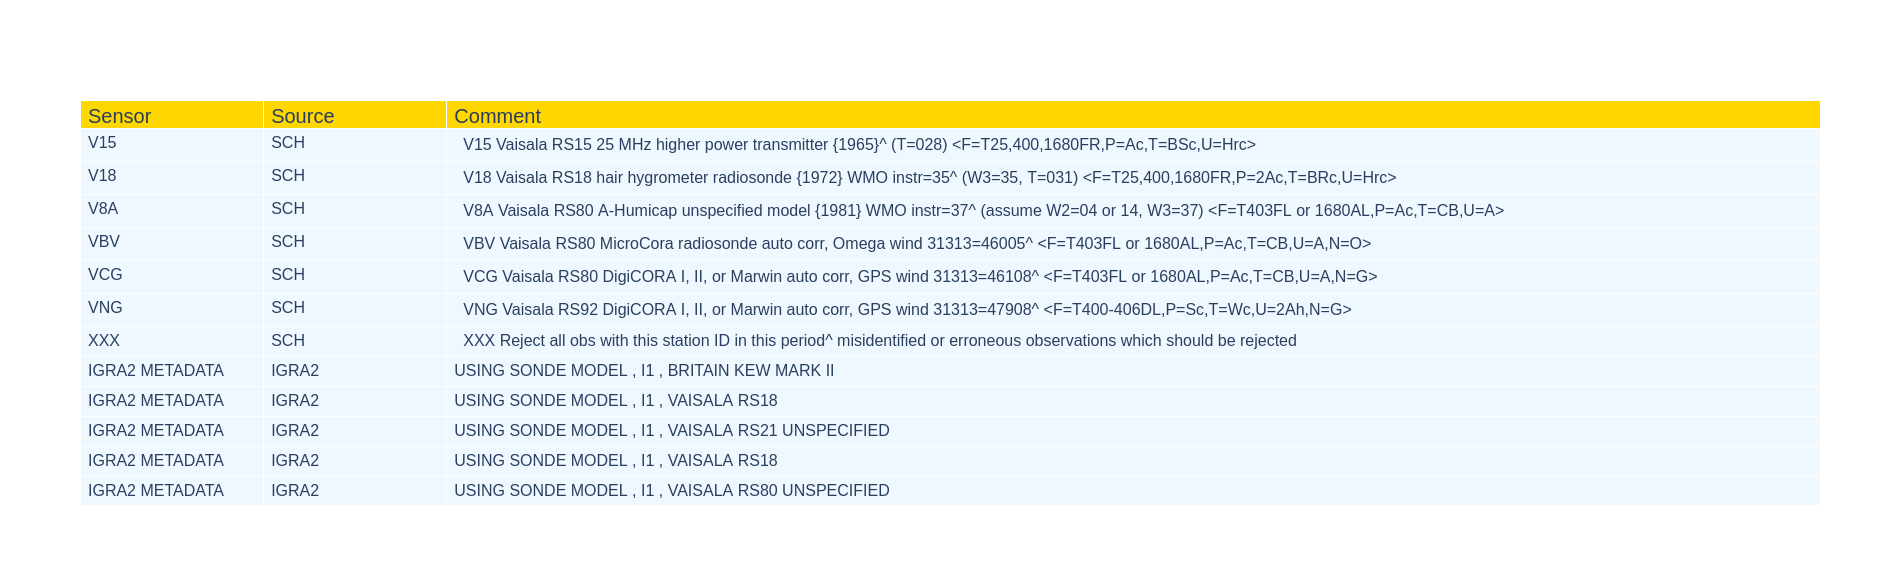 Sensor Source Comment
V15 SCH V15 Vaisala RS15 25 MHz higher power transmitter {1965}^ (T=028) <F=T25,400,1680FR,P=Ac,T=BSc,U=Hrc>
V18 SCH V18 Vaisala RS18 hair hygrometer radiosonde {1972} WMO instr=35^ (W3=35, T=031) <F=T25,400,1680FR,P=2Ac,T=BRc,U=Hrc>
V8A SCH V8A Vaisala RS80 A-Humicap unspecified model {1981} WMO instr=37^ (assume W2=04 or 14, W3=37) <F=T403FL or 1680AL,P=Ac,T=CB,U=A>
VBV SCH VBV Vaisala RS80 MicroCora radiosonde auto corr, Omega wind 31313=46005^ <F=T403FL or 1680AL,P=Ac,T=CB,U=A,N=O>
VCG SCH VCG Vaisala RS80 DigiCORA I, II, or Marwin auto corr, GPS wind 31313=46108^ <F=T403FL or 1680AL,P=Ac,T=CB,U=A,N=G>
VNG SCH VNG Vaisala RS92 DigiCORA I, II, or Marwin auto corr, GPS wind 31313=47908^ <F=T400-406DL,P=Sc,T=Wc,U=2Ah,N=G>
XXX SCH XXX Reject all obs with this station ID in this period^ misidentified or erroneous observations which should be rejected
IGRA2 METADATA IGRA2 USING SONDE MODEL , I1 , BRITAIN KEW MARK II
IGRA2 METADATA IGRA2 USING SONDE MODEL , I1 , VAISALA RS18
IGRA2 METADATA IGRA2 USING SONDE MODEL , I1 , VAISALA RS21 UNSPECIFIED
IGRA2 METADATA IGRA2 USING SONDE MODEL , I1 , VAISALA RS18
IGRA2 METADATA IGRA2 USING SONDE MODEL , I1 , VAISALA RS80 UNSPECIFIED